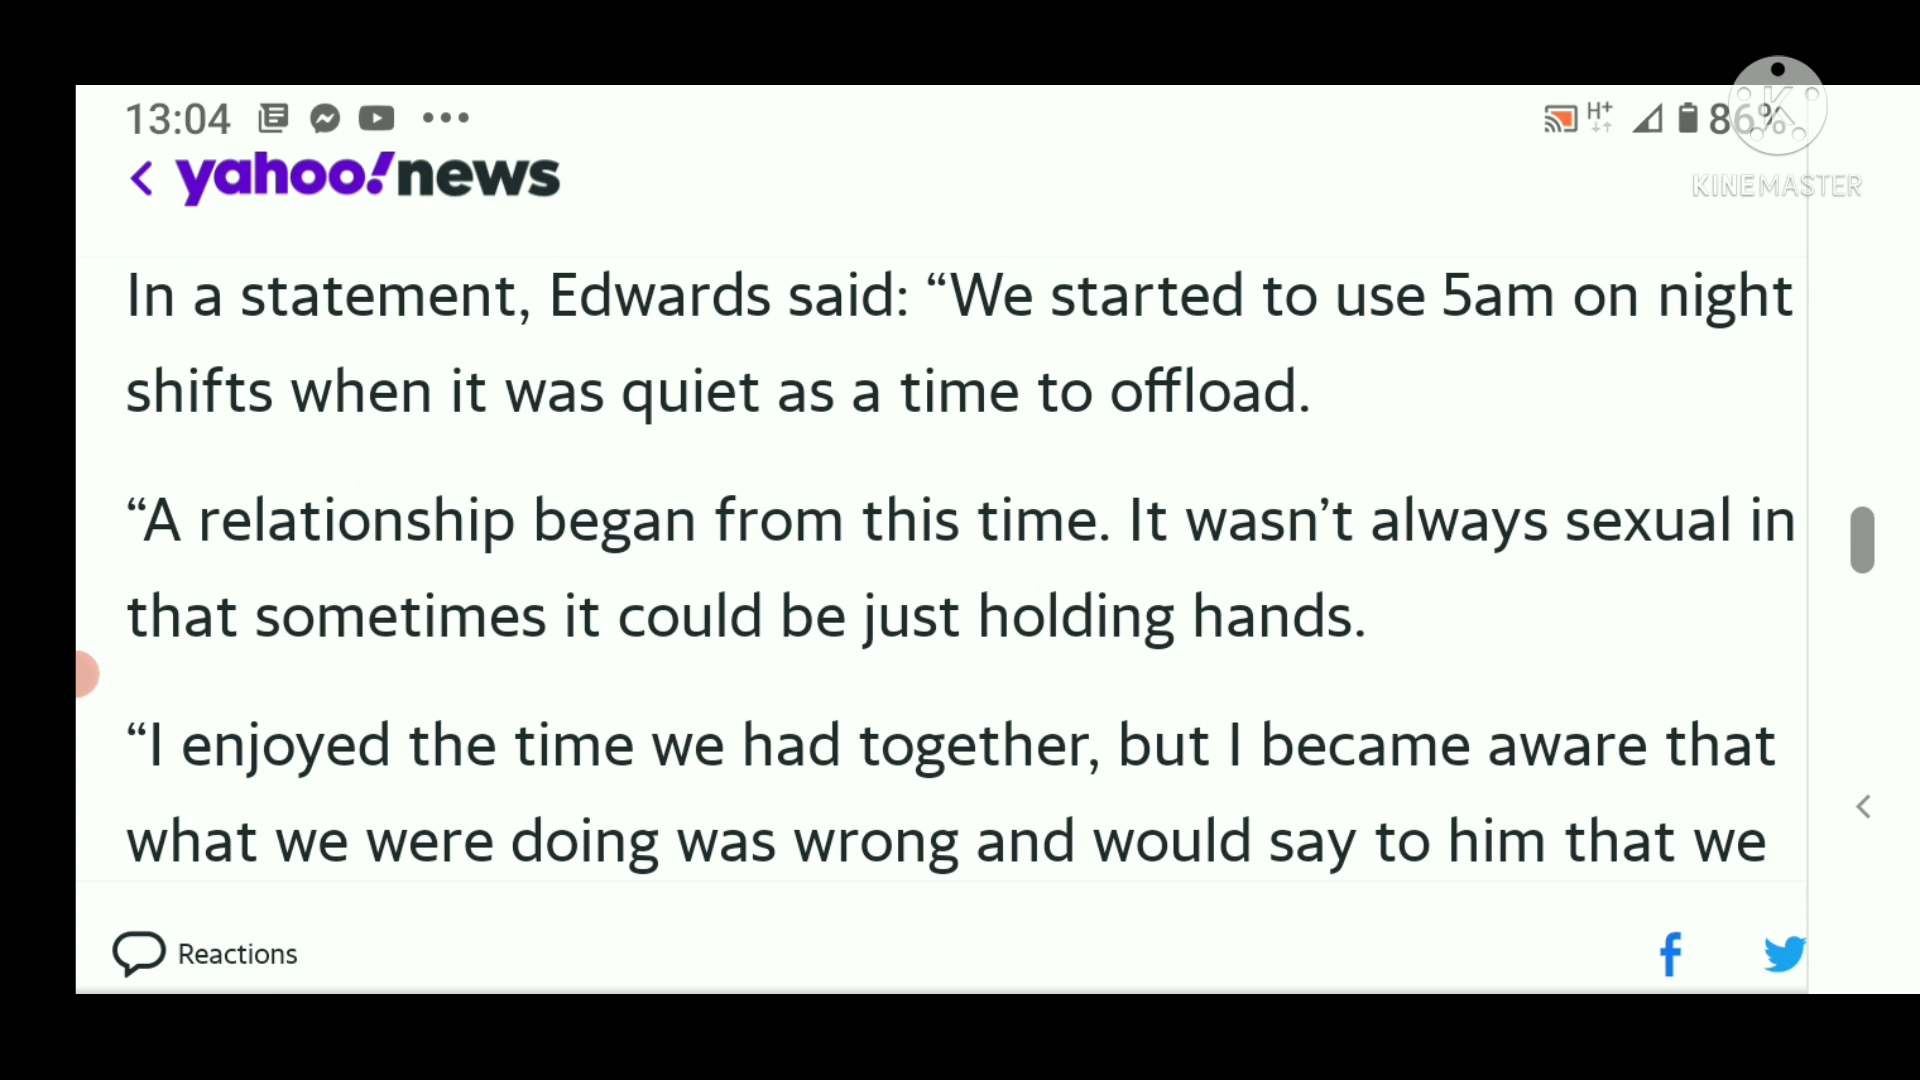 13:04
H+
86%
KINEMASTER
yahoo!news
In a statement, Edwards said: “We started to use 5am on night
shifts when it was quiet as a time to offload.
“A relationship began from this time. It wasn’t always sexual in
that sometimes it could be just holding hands.
“I enjoyed the time we had together, but I became aware that
what we were doing was wrong and would say to him that we
Reactions